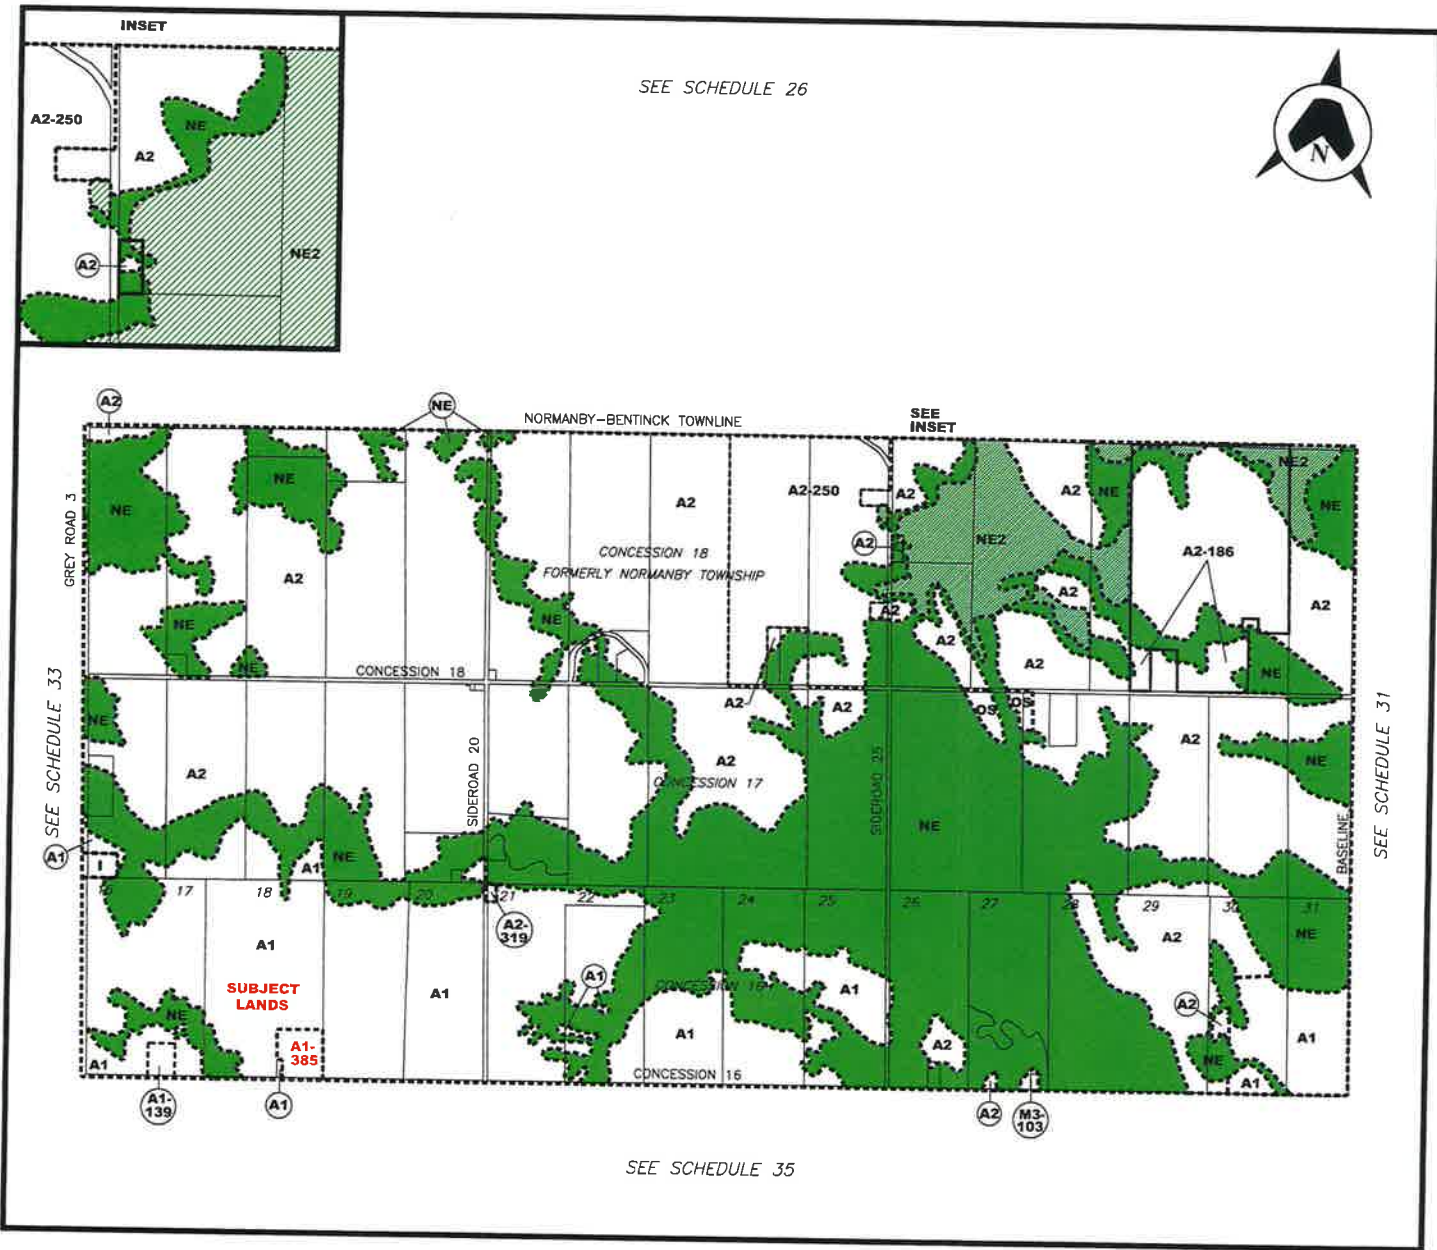 INSET
A2-250
NE
A2
A2
NE2
SEE SCHEDULE 26
N
A2
NE
NORMANBY-BENTINCK TOWNLINE
SEE
INSET
GREY ROAD 3
NE
NE
A2
A2-250
A2
A2
NE
NE2
NE
A2
NE2
A2-186
CONCESSION 18
FORMERLY NORMANBY TOWNSHIP
A2
A2
A2
A2
NE
NE
A2
A2
NE
CONCESSION 18
NE
SEE SCHEDULE 33
NE
A2
A2
OS
OS
SEE SCHEDULE 31
A2
SIDEROAD 20
A2
CONCESSION 17
SIDEROAD 25
A2
NE
NE
BASELINE
A1
I
A1
NE
16
17
18
19
20
21
22
23
24
25
26
27
28
29
30
31
A2-
319
A1
A1
SUBJECT
LANDS
A1
CONCESSION 16
A1
A2
NE
A2
NE
A1-
385
A1
A2
A1
NE
A1
A1
CONCESSION 16
A1-
139
A1
A2
M3-
103
SEE SCHEDULE 35